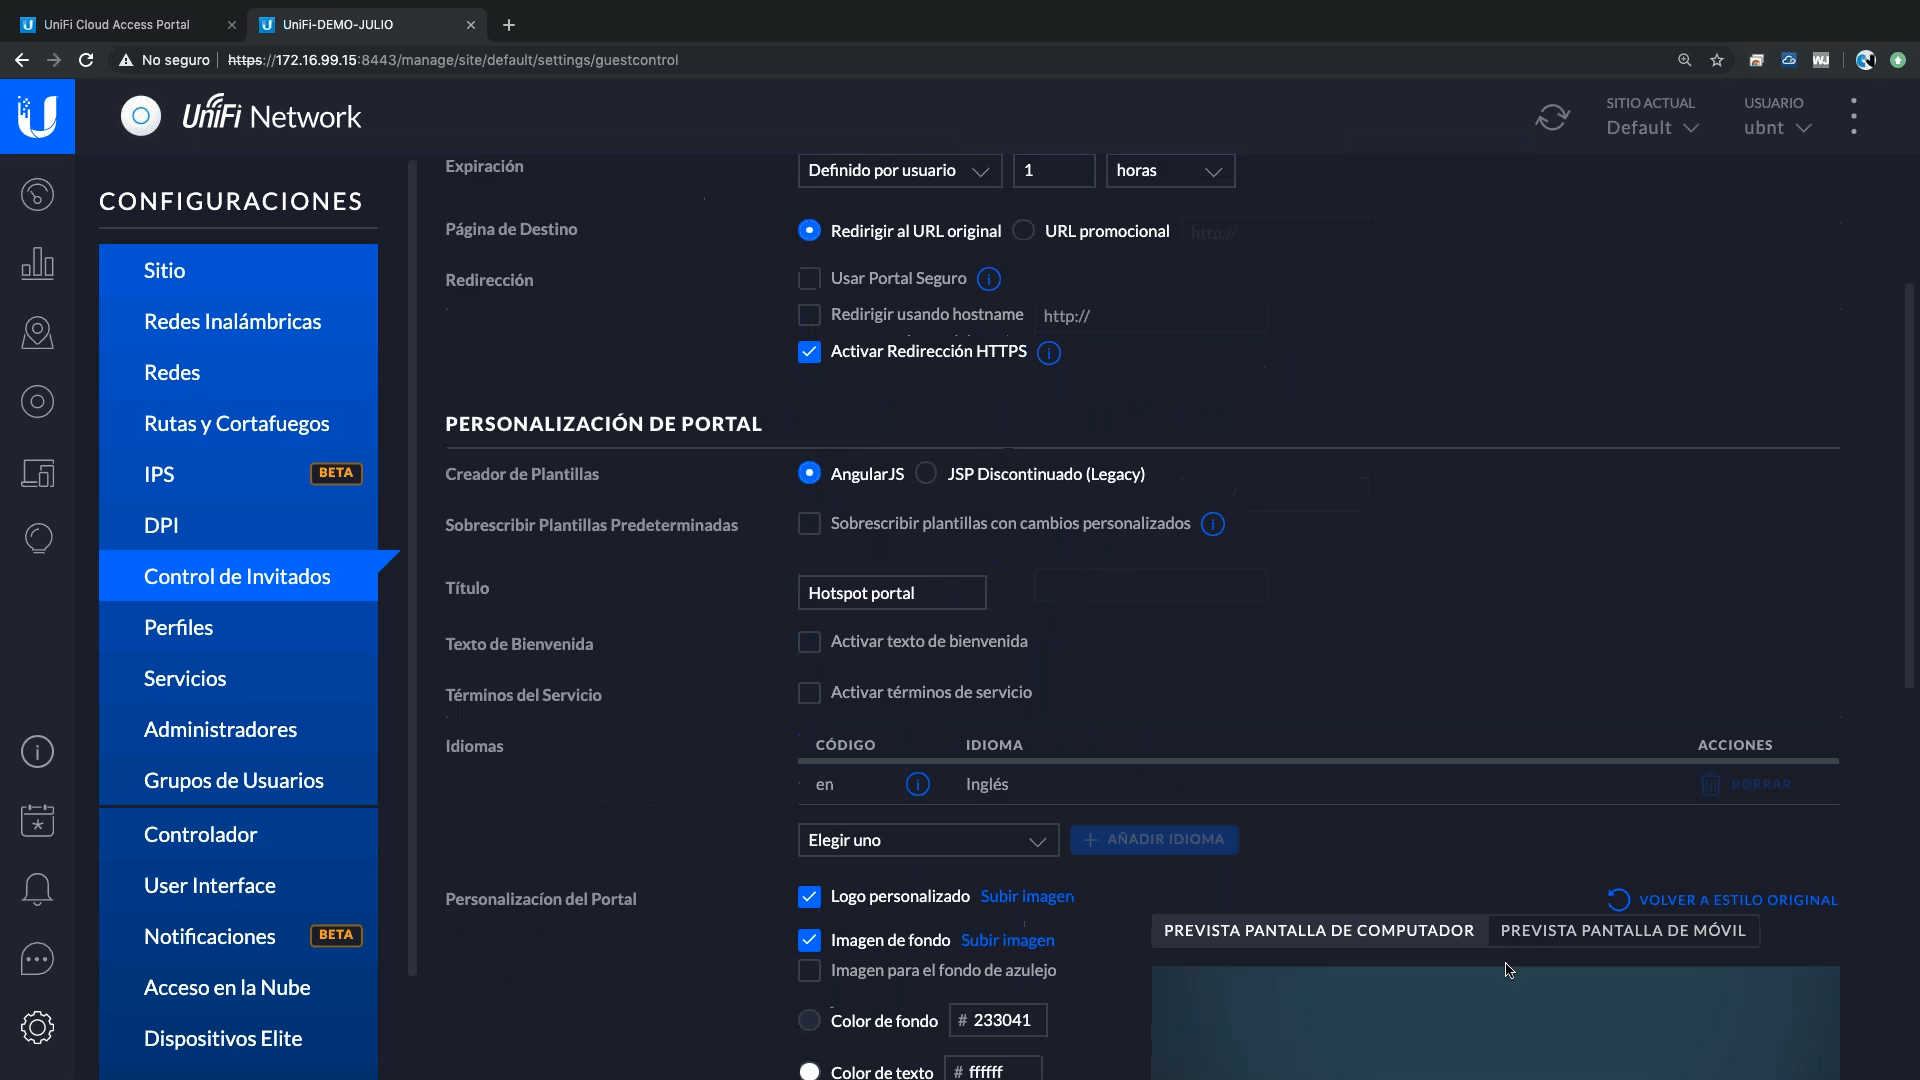 UniFi Cloud Access Portal
UniFi-DEMO-JULIO
No seguro
https://172.16.99.15:8443/manage/site/default/settings/guestcontrol
UniFi Network
SITIO ACTUAL
Default
USUARIO
ubnt
CONFIGURACIONES
Sitio
Redes Inalámbricas
Redes
Rutas y Cortafuegos
IPS BETA
DPI
Control de Invitados
Perfiles
Servicios
Administradores
Grupos de Usuarios
Controlador
User Interface
Notificaciones BETA
Acceso en la Nube
Dispositivos Elite
Expiración Definido por usuario 1 horas
Página de Destino Redirigir al URL original URL promocional http://
Redirección Usar Portal Seguro
Redirigir usando hostname http://
Activar Redirección HTTPS
PERSONALIZACIÓN DE PORTAL
Creador de Plantillas AngularJS JSP Discontinuado (Legacy)
Sobrescribir Plantillas Predeterminadas Sobrescribir plantillas con cambios personalizados
Título Hotspot portal
Texto de Bienvenida Activar texto de bienvenida
Términos del Servicio Activar términos de servicio
Idiomas CÓDIGO IDIOMA ACCIONES
en Inglés BORRAR
Elegir uno AÑADIR IDIOMA
Personalizacíon del Portal Logo personalizado Subir imagen
VOLVER A ESTILO ORIGINAL
Imagen de fondo Subir imagen
PREVISTA PANTALLA DE COMPUTADOR PREVISTA PANTALLA DE MÓVIL
Imagen para el fondo de azulejo
Color de fondo # 233041
Color de texto # ffffff